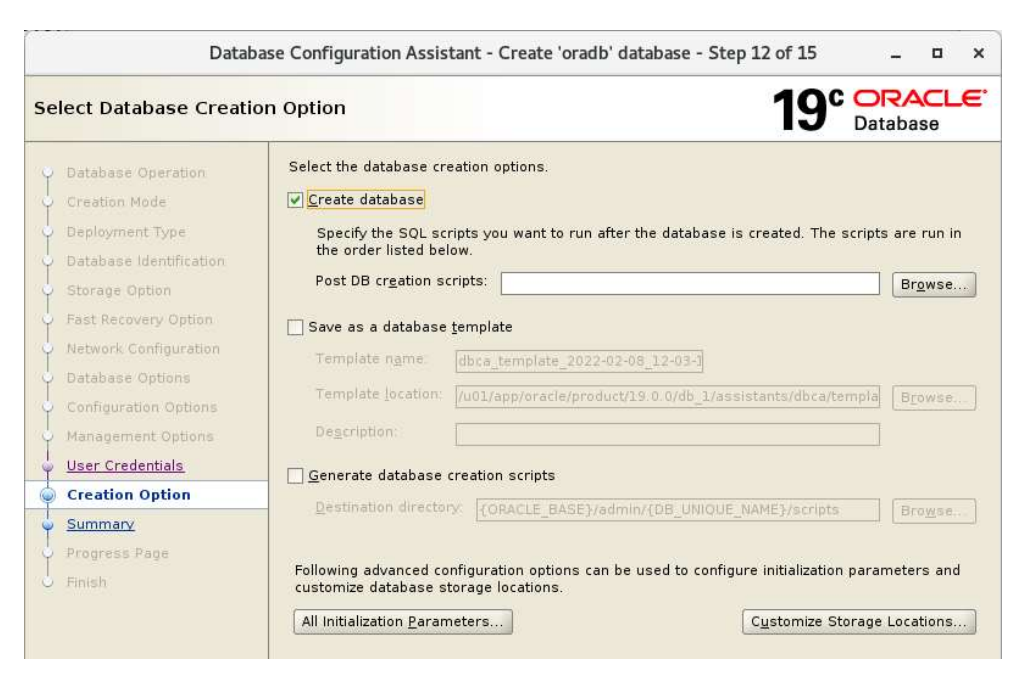 Database Configuration Assistant - Create 'oradb' database - Step 12 of 15
Select Database Creation Option
19c ORACLE
Database
Database Operation
Creation Mode
Deployment Type
Database Identification
Storage Option
Fast Recovery Option
Network Configuration
Database Options
Configuration Options
Management Options
User Credentials
Creation Option
Summary
Progress Page
Finish
Select the database creation options.
Create database
Specify the SQL scripts you want to run after the database is created. The scripts are run in
the order listed below.
Post DB creation scripts:
Browse...
Save as a database template
Template name: dbca_template_2022-02-08_12-03-1
Template location: /u01/app/oracle/product/19.0.0/db_1/assistants/dbca/templa Browse...
Description:
Generate database creation scripts
Destination directory: {ORACLE_BASE}/admin/{DB_UNIQUE_NAME}/scripts Browse...
Following advanced configuration options can be used to configure initialization parameters and
customize database storage locations.
All Initialization Parameters... Customize Storage Locations...